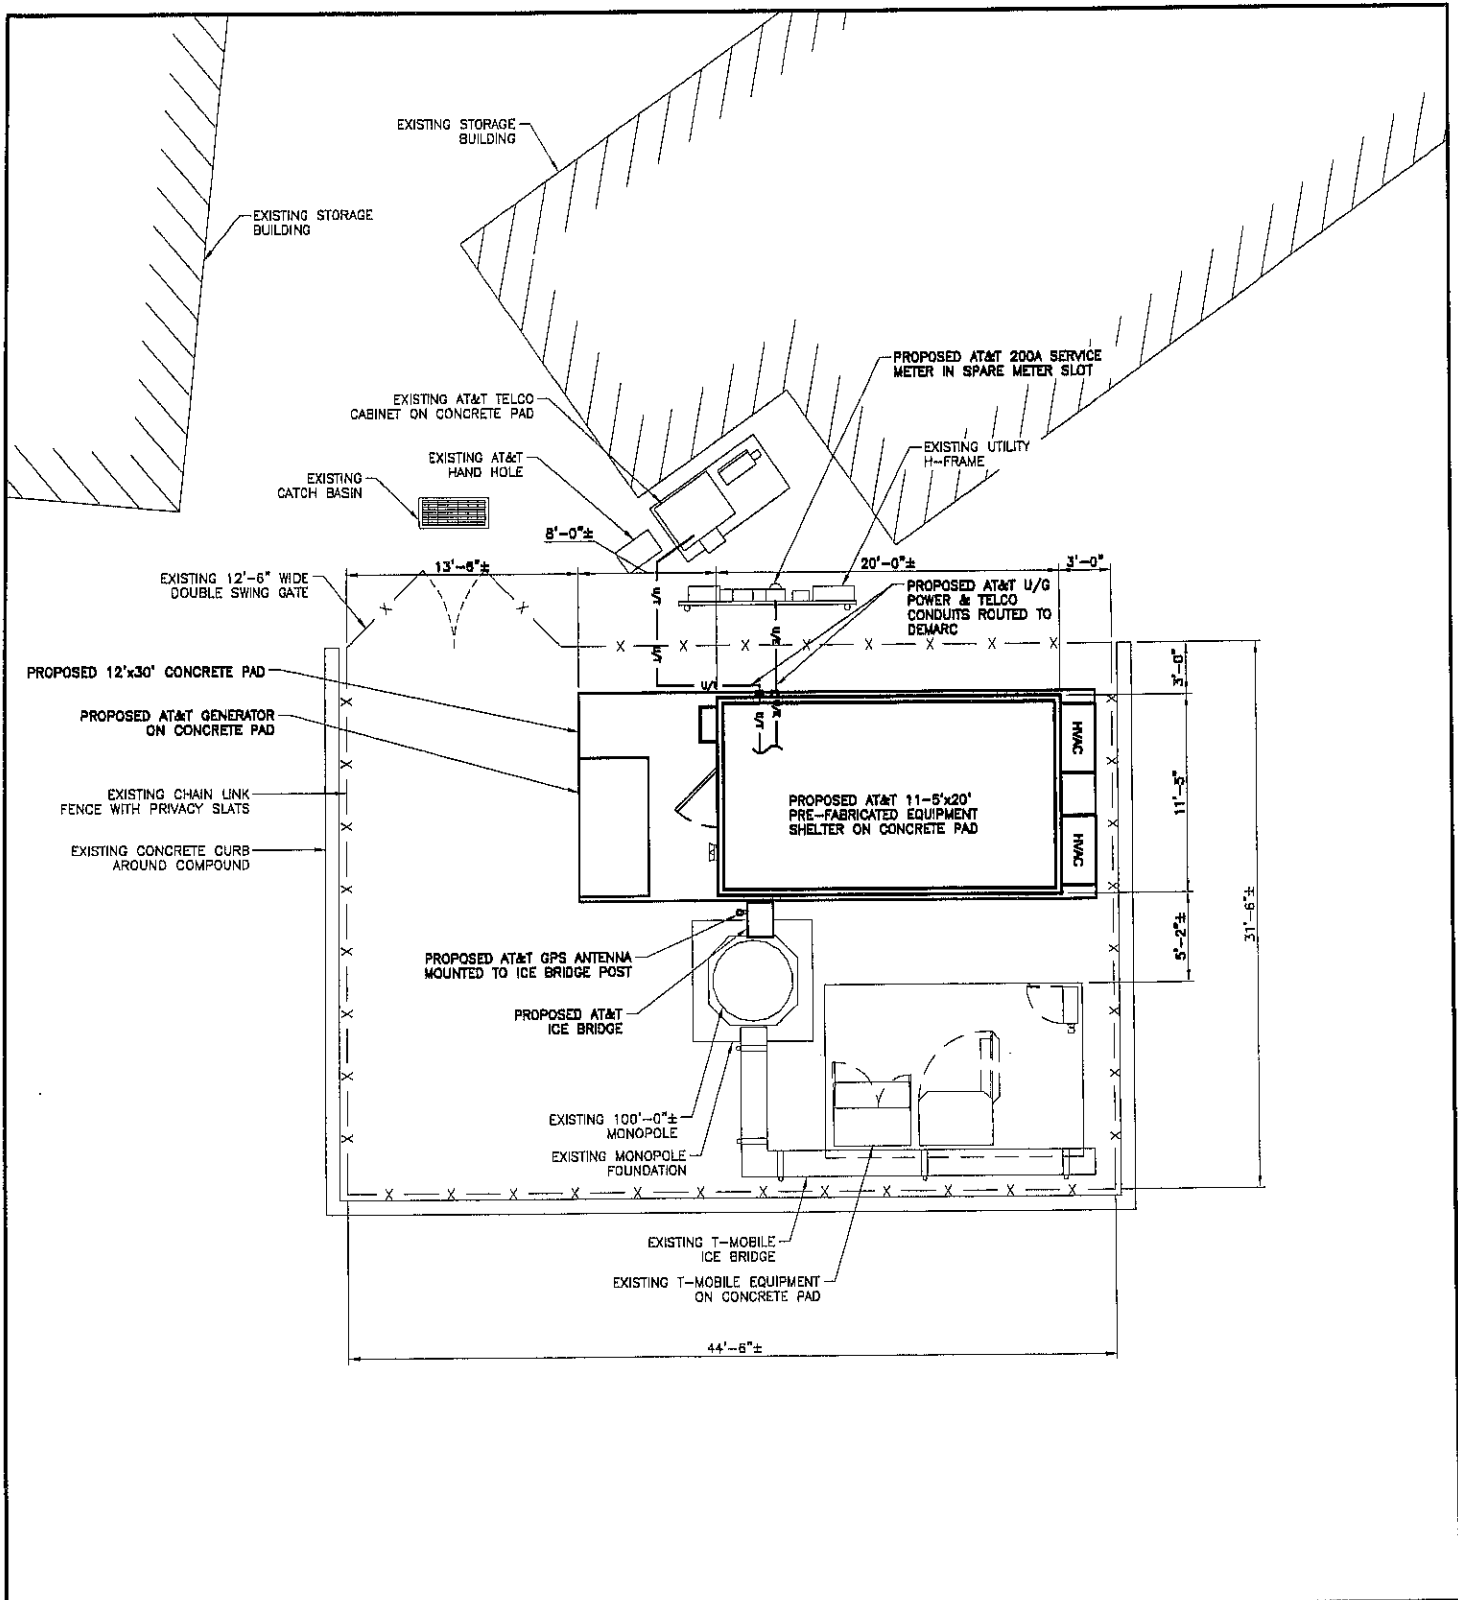 EXISTING STORAGE
BUILDING
EXISTING STORAGE
BUILDING
PROPOSED AT&T 200A SERVICE
METER IN SPARE METER SLOT
EXISTING AT&T TELCO
CABINET ON CONCRETE PAD
EXISTING UTILITY
H-FRAME
EXISTING AT&T
HAND HOLE
EXISTING
CATCH BASIN
8'-0"±
13'-6"±
20'-0"±
3'-0"
EXISTING 12'-6" WIDE
DOUBLE SWING GATE
PROPOSED AT&T U/G
POWER & TELCO
CONDUITS ROUTED TO
DEMARC
PROPOSED 12'x30' CONCRETE PAD
3'-0"
PROPOSED AT&T GENERATOR
ON CONCRETE PAD
HVAC
EXISTING CHAIN LINK
FENCE WITH PRIVACY SLATS
PROPOSED AT&T 11-5'x20'
PRE-FABRICATED EQUIPMENT
SHELTER ON CONCRETE PAD
11'-5"
HVAC
EXISTING CONCRETE CURB
AROUND COMPOUND
31'-6"±
5'-2"±
PROPOSED AT&T GPS ANTENNA
MOUNTED TO ICE BRIDGE POST
PROPOSED AT&T
ICE BRIDGE
EXISTING 100'-0"±
MONOPOLE
EXISTING MONOPOLE
FOUNDATION
EXISTING T-MOBILE
ICE BRIDGE
EXISTING T-MOBILE EQUIPMENT
ON CONCRETE PAD
44'-6"±